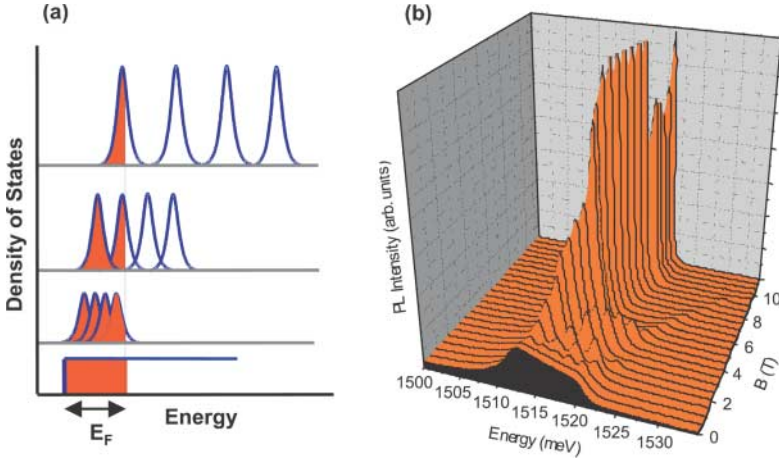 (a)
Density of States
Energy
E_F
(b)
PL Intensity (arb. units)
1500
1505
1510
1515
1520
1525
1530
Energy (meV)
0
2
4
6
8
10
B (T)